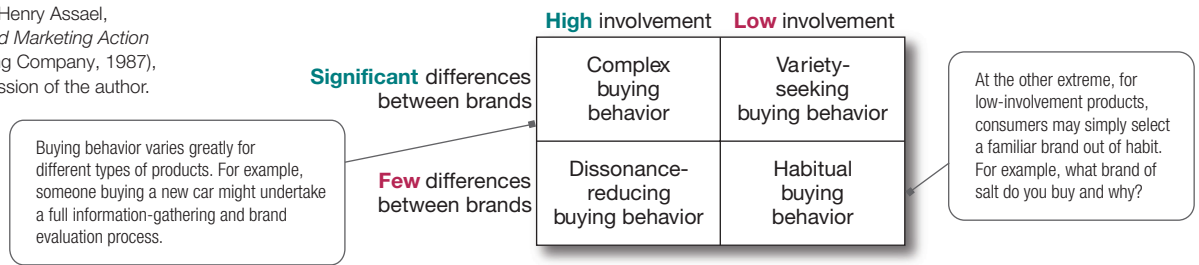 Henry Assael,
d Marketing Action
ng Company, 1987),
ssion of the author.
High involvement
Low involvement
Significant differences
between brands
Complex
buying
behavior
Variety-
seeking
buying behavior
Few differences
between brands
Dissonance-
reducing
buying behavior
Habitual
buying
behavior
Buying behavior varies greatly for
different types of products. For example,
someone buying a new car might undertake
a full information-gathering and brand
evaluation process.
At the other extreme, for
low-involvement products,
consumers may simply select
a familiar brand out of habit.
For example, what brand of
salt do you buy and why?